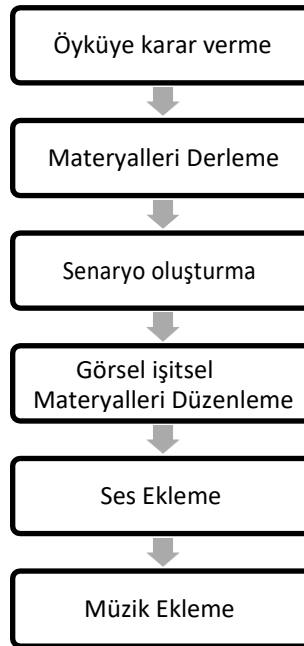 Öyküye karar verme
Materyalleri Derleme
Senaryo oluşturma
Görsel işitsel
Materyalleri Düzenleme
Ses Ekleme
Müzik Ekleme